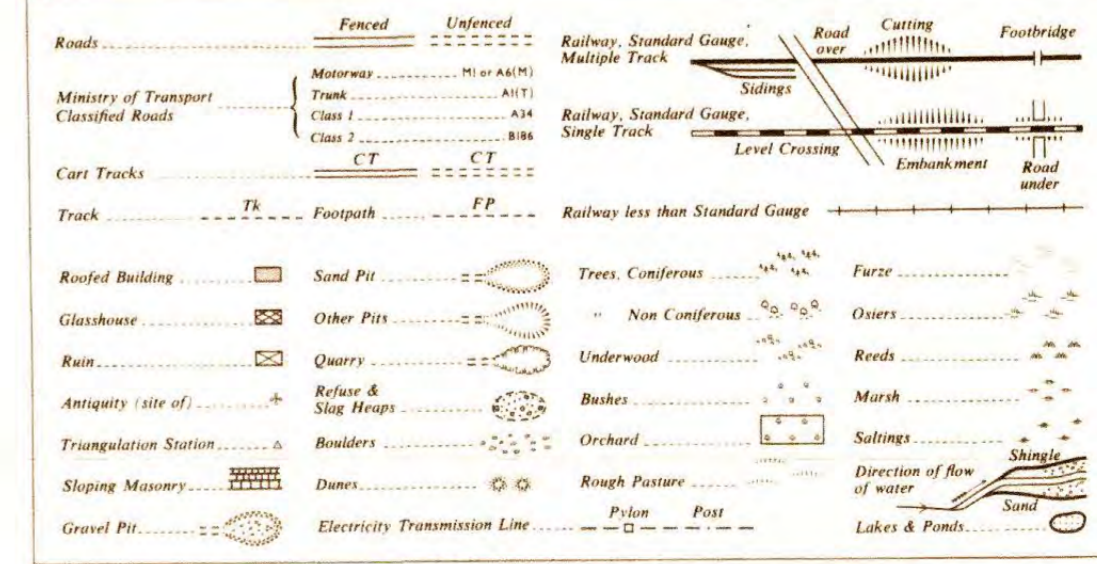 Fenced Unfenced
Roads
Ministry of Transport
Classified Roads
Motorway M1 or A6(M)
Trunk A1(T)
Class 1 A34
Class 2 B186
CT CT
Cart Tracks
Track Tk Footpath FP
Railway, Standard Gauge,
Multiple Track
Road
over
Cutting
Footbridge
Sidings
Railway, Standard Gauge,
Single Track
Level Crossing
Embankment
Road
under
Railway less than Standard Gauge
Roofed Building
Glasshouse
Ruin
Antiquity (site of)
Triangulation Station
Sloping Masonry
Gravel Pit
Sand Pit
Other Pits
Quarry
Refuse &
Slag Heaps
Boulders
Dunes
Electricity Transmission Line Pylon Post
Trees, Coniferous
" Non Coniferous
Underwood
Bushes
Orchard
Rough Pasture
Furze
Osiers
Reeds
Marsh
Saltings
Shingle
Direction of flow
of water
Sand
Lakes & Ponds